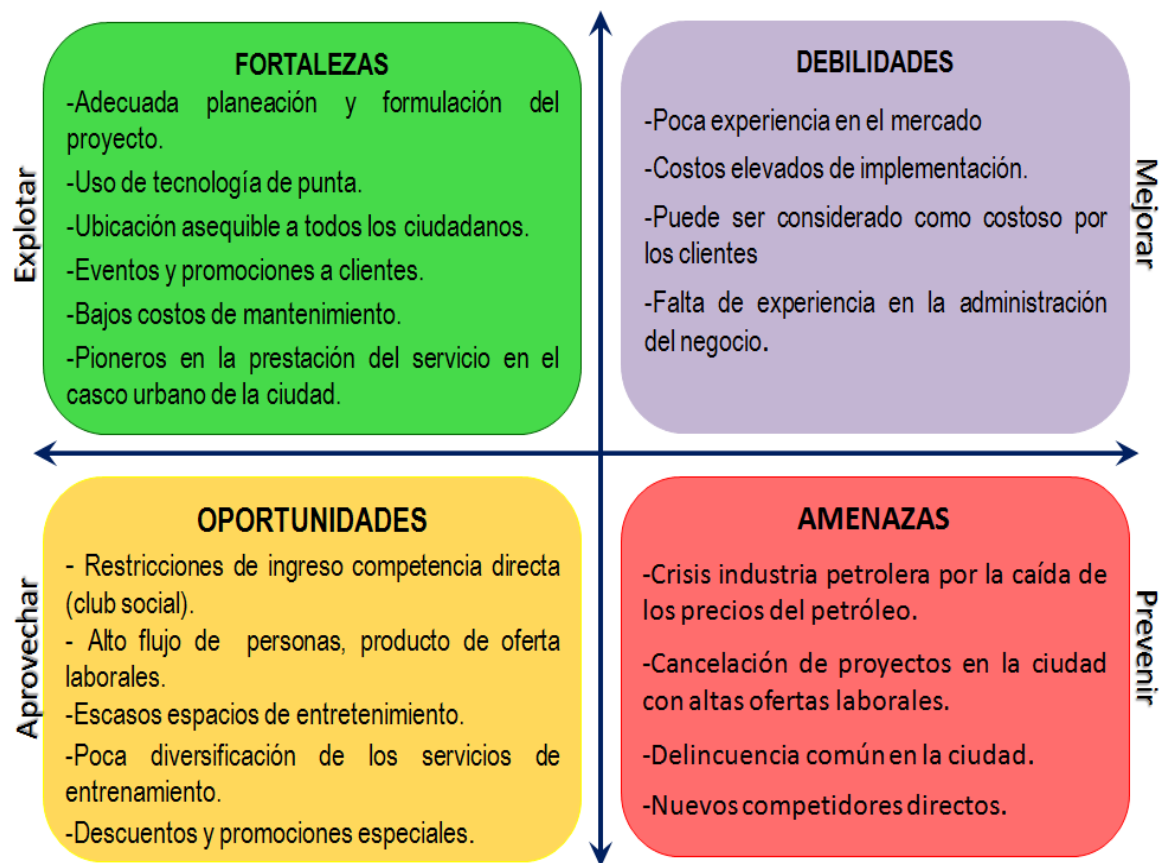 FORTALEZAS
-Adecuada planeación y formulación del
proyecto.
-Uso de tecnología de punta.
-Ubicación asequible a todos los ciudadanos.
-Eventos y promociones a clientes.
-Bajos costos de mantenimiento.
-Pioneros en la prestación del servicio en el
casco urbano de la ciudad.
Explotar
DEBILIDADES
-Poca experiencia en el mercado
-Costos elevados de implementación.
-Puede ser considerado como costoso por
los clientes
-Falta de experiencia en la administración
del negocio.
Mejorar
OPORTUNIDADES
- Restricciones de ingreso competencia directa
(club social).
- Alto flujo de personas, producto de oferta
laborales.
-Escasos espacios de entretenimiento.
-Poca diversificación de los servicios de
entrenamiento.
-Descuentos y promociones especiales.
Aprovechar
AMENAZAS
-Crisis industria petrolera por la caída de
los precios del petróleo.
-Cancelación de proyectos en la ciudad
con altas ofertas laborales.
-Delincuencia común en la ciudad.
-Nuevos competidores directos.
Prevenir